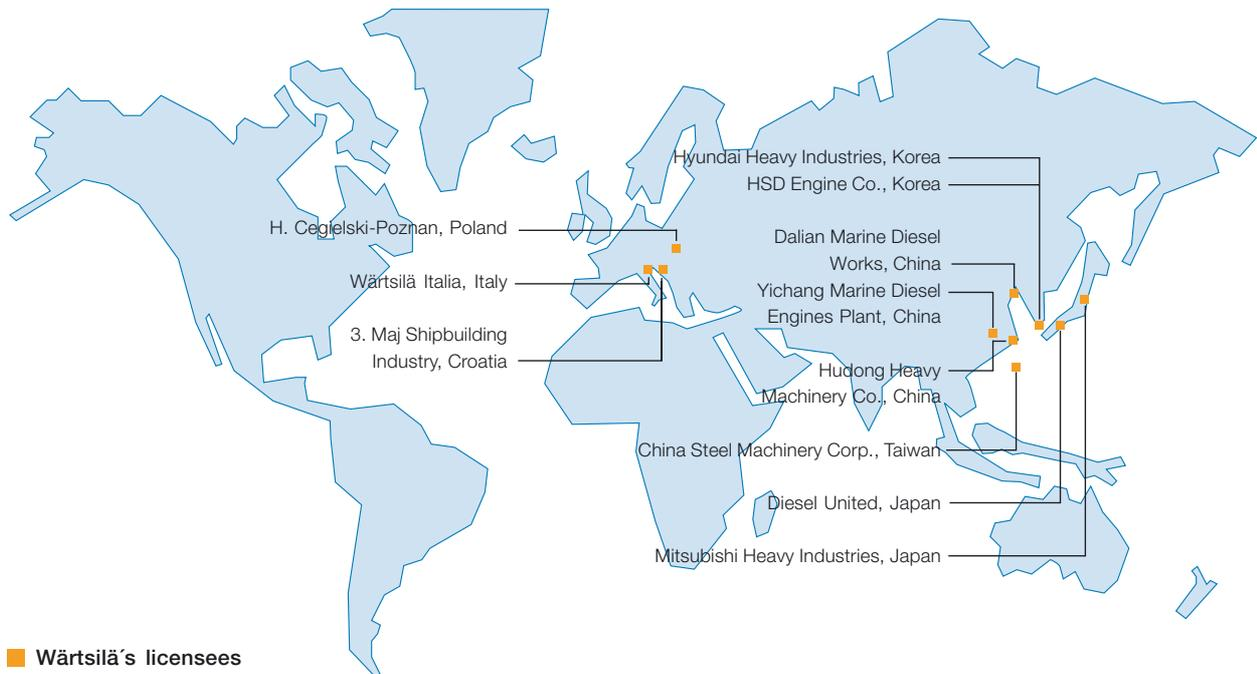 Hyundai Heavy Industries, Korea
HSD Engine Co., Korea
H. Cegielski-Poznan, Poland
Dalian Marine Diesel
Works, China
Wärtsilä Italia, Italy
Yichang Marine Diesel
Engines Plant, China
3. Maj Shipbuilding
Industry, Croatia
Hudong Heavy
Machinery Co., China
China Steel Machinery Corp., Taiwan
Diesel United, Japan
Mitsubishi Heavy Industries, Japan
Wärtsilä´s licensees